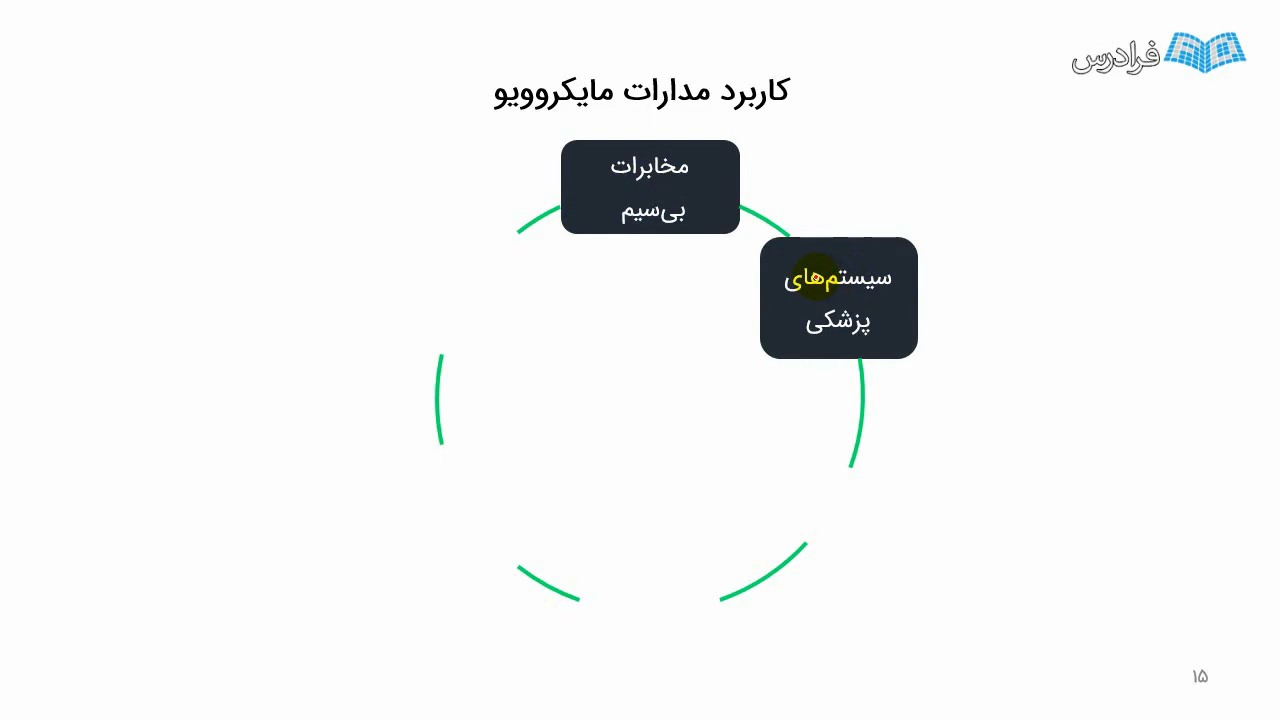 فرادرس
کاربرد مدارات مایکروویو
مخابرات
بی‌سیم
سیستم‌های
پزشکی
۱۵